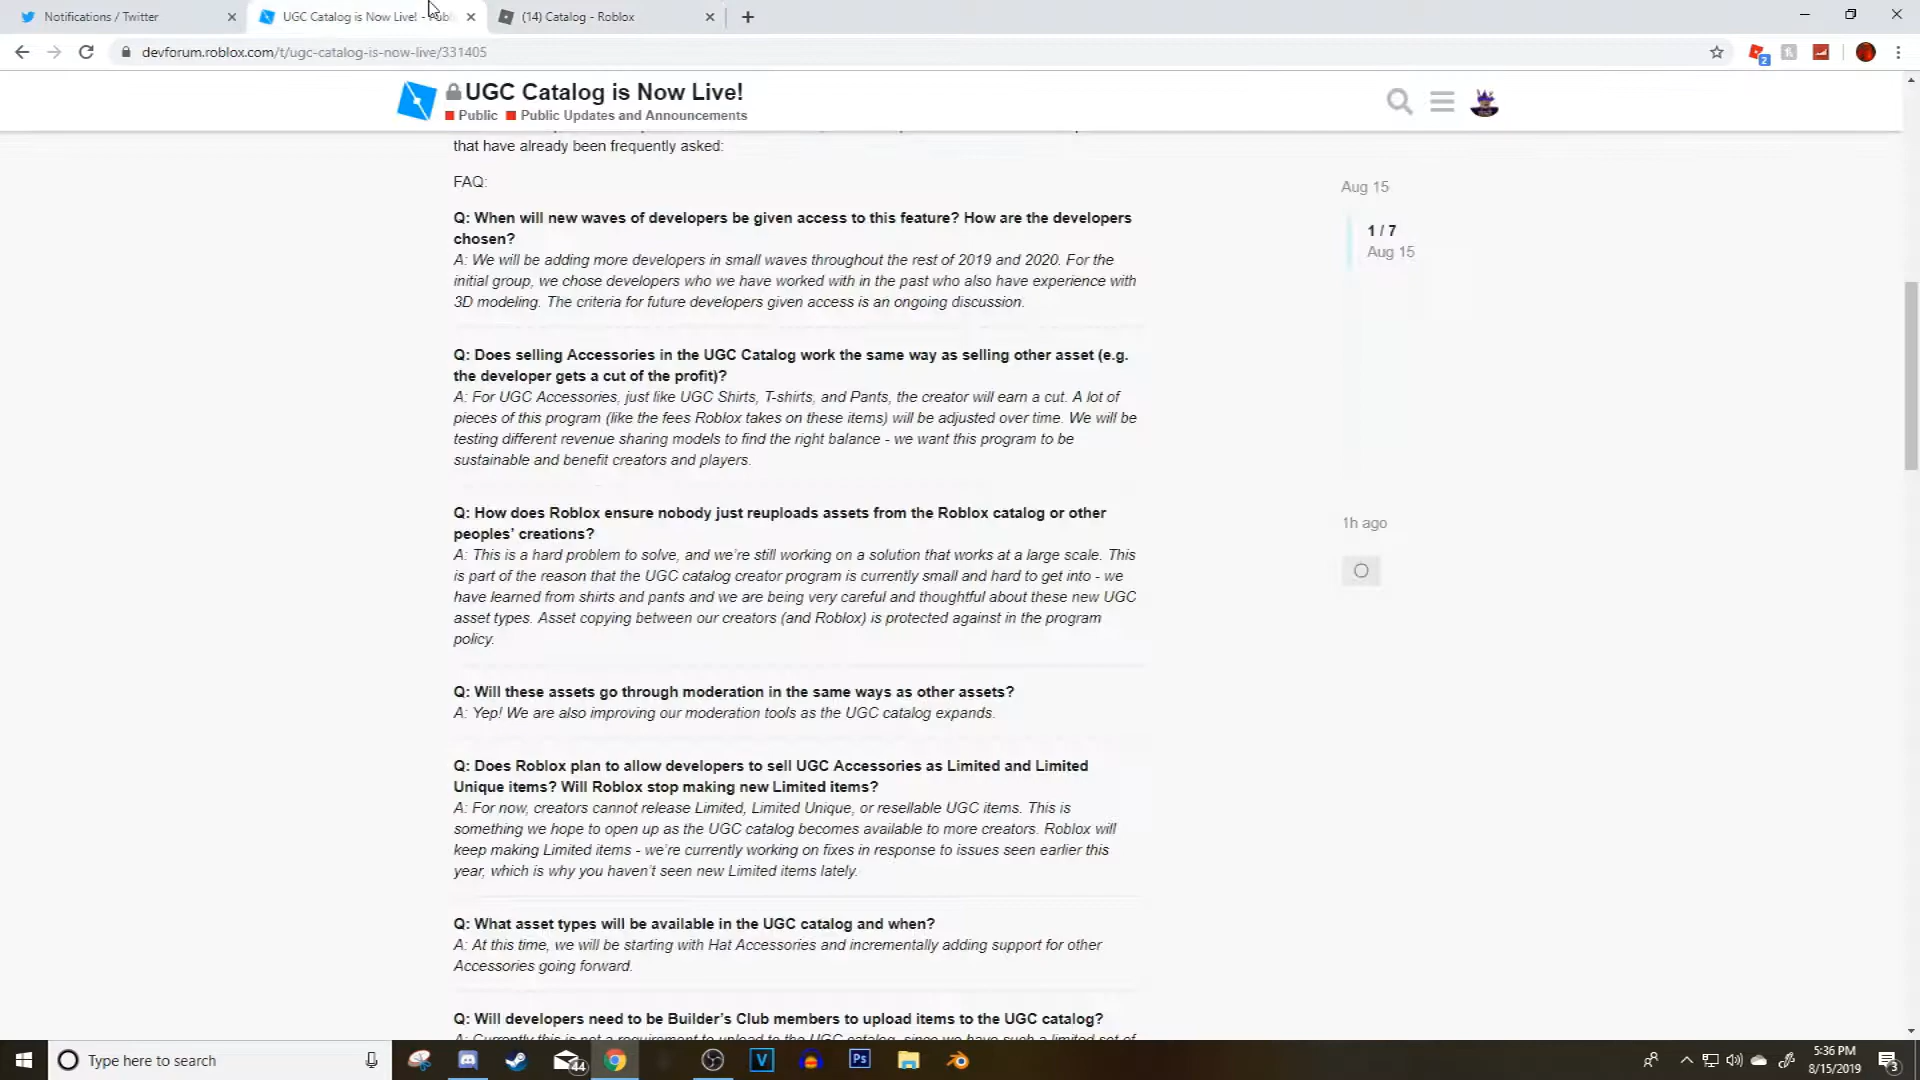 Notifications / Twitter
UGC Catalog is Now Live! -
(14) Catalog - Roblox
devforum.roblox.com/t/ugc-catalog-is-now-live/331405
2
UGC Catalog is Now Live!
Public Public Updates and Announcements
that have already been frequently asked:
FAQ:
Q: When will new waves of developers be given access to this feature? How are the developers
chosen?
A: We will be adding more developers in small waves throughout the rest of 2019 and 2020. For the
initial group, we chose developers who we have worked with in the past who also have experience with
3D modeling. The criteria for future developers given access is an ongoing discussion.
Q: Does selling Accessories in the UGC Catalog work the same way as selling other asset (e.g.
the developer gets a cut of the profit)?
A: For UGC Accessories, just like UGC Shirts, T-shirts, and Pants, the creator will earn a cut. A lot of
pieces of this program (like the fees Roblox takes on these items) will be adjusted over time. We will be
testing different revenue sharing models to find the right balance - we want this program to be
sustainable and benefit creators and players.
Q: How does Roblox ensure nobody just reuploads assets from the Roblox catalog or other
peoples’ creations?
A: This is a hard problem to solve, and we’re still working on a solution that works at a large scale. This
is part of the reason that the UGC catalog creator program is currently small and hard to get into - we
have learned from shirts and pants and we are being very careful and thoughtful about these new UGC
asset types. Asset copying between our creators (and Roblox) is protected against in the program
policy.
Q: Will these assets go through moderation in the same ways as other assets?
A: Yep! We are also improving our moderation tools as the UGC catalog expands.
Q: Does Roblox plan to allow developers to sell UGC Accessories as Limited and Limited
Unique items? Will Roblox stop making new Limited items?
A: For now, creators cannot release Limited, Limited Unique, or resellable UGC items. This is
something we hope to open up as the UGC catalog becomes available to more creators. Roblox will
keep making Limited items - we’re currently working on fixes in response to issues seen earlier this
year, which is why you haven’t seen new Limited items lately.
Q: What asset types will be available in the UGC catalog and when?
A: At this time, we will be starting with Hat Accessories and incrementally adding support for other
Accessories going forward.
Q: Will developers need to be Builder’s Club members to upload items to the UGC catalog?
A: Currently this is not a requirement to upload to the UGC catalog, since we have such a limited set of
Aug 15
1 / 7
Aug 15
1h ago
Type here to search
44
V
Ps
5:36 PM
8/15/2019
3